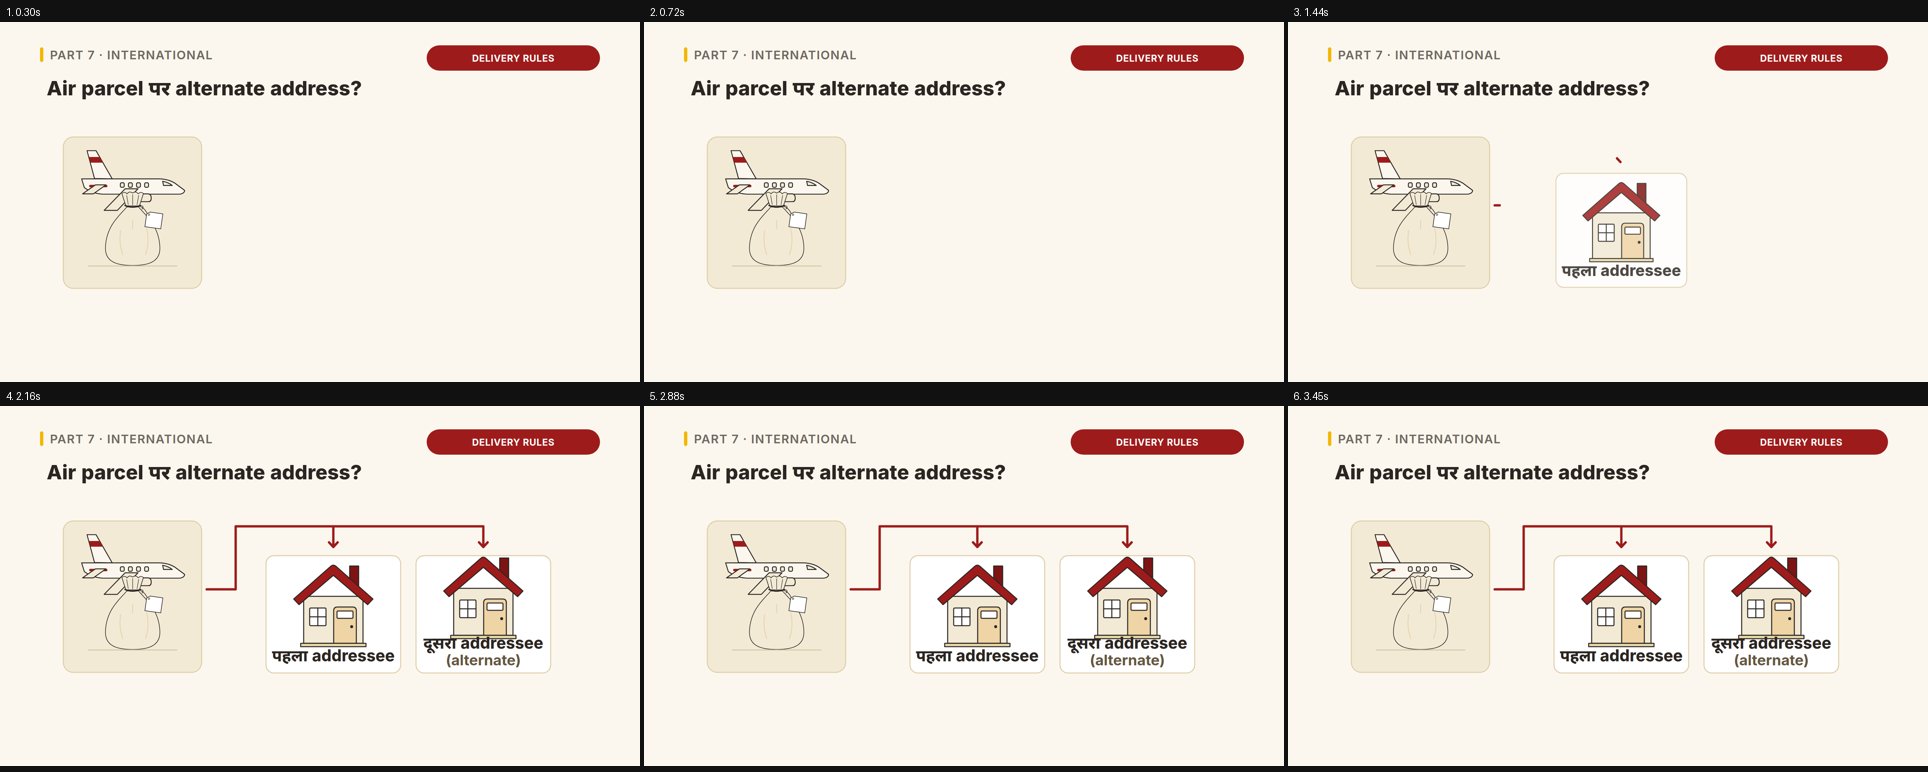 1. 0.30s
PART 7 · INTERNATIONAL
DELIVERY RULES
Air parcel पर alternate address?
2. 0.72s
PART 7 · INTERNATIONAL
DELIVERY RULES
Air parcel पर alternate address?
3. 1.44s
PART 7 · INTERNATIONAL
DELIVERY RULES
Air parcel पर alternate address?
पहला addressee
4. 2.16s
PART 7 · INTERNATIONAL
DELIVERY RULES
Air parcel पर alternate address?
पहला addressee
दूसरा addressee
(alternate)
5. 2.88s
PART 7 · INTERNATIONAL
DELIVERY RULES
Air parcel पर alternate address?
पहला addressee
दूसरा addressee
(alternate)
6. 3.45s
PART 7 · INTERNATIONAL
DELIVERY RULES
Air parcel पर alternate address?
पहला addressee
दूसरा addressee
(alternate)